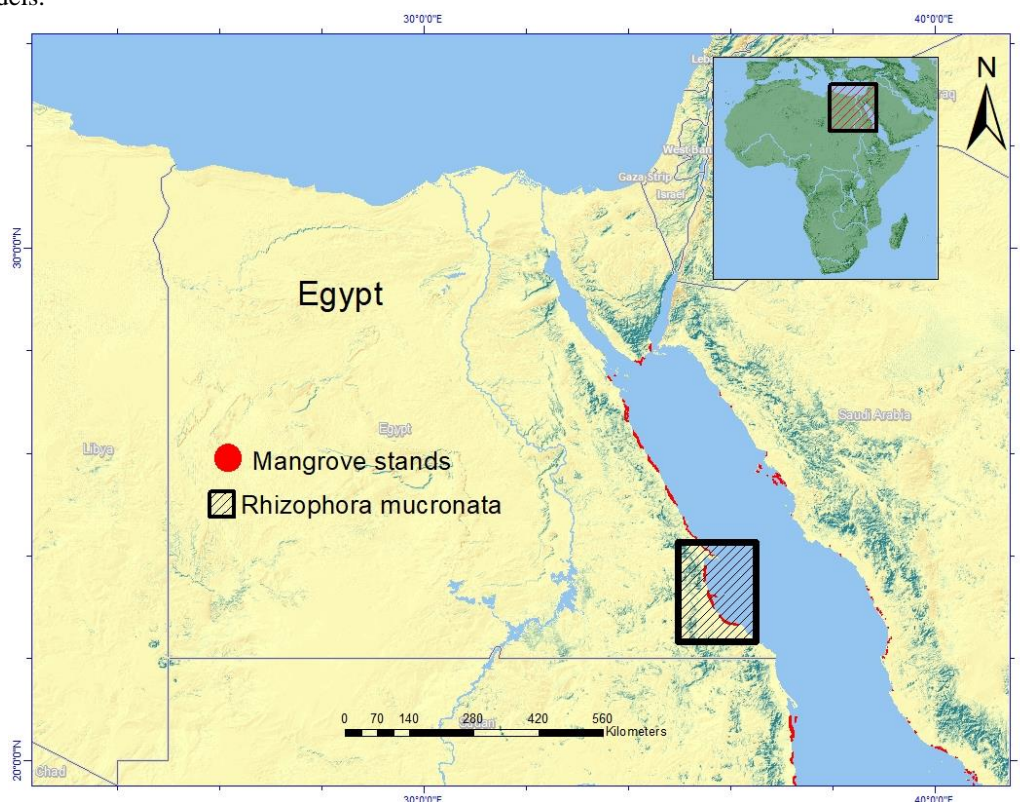 dels.
30°0'0"E
40°0'0"E
N
30°0'0"N
West Ban
Gaza Strip
Israel
Egypt
Saudi Arabia
Libya
Egypt
Mangrove stands
Rhizophora mucronata
0 70 140 280 420 560
Kilometers
Chad
20°0'0"N
30°0'0"E
40°0'0"E